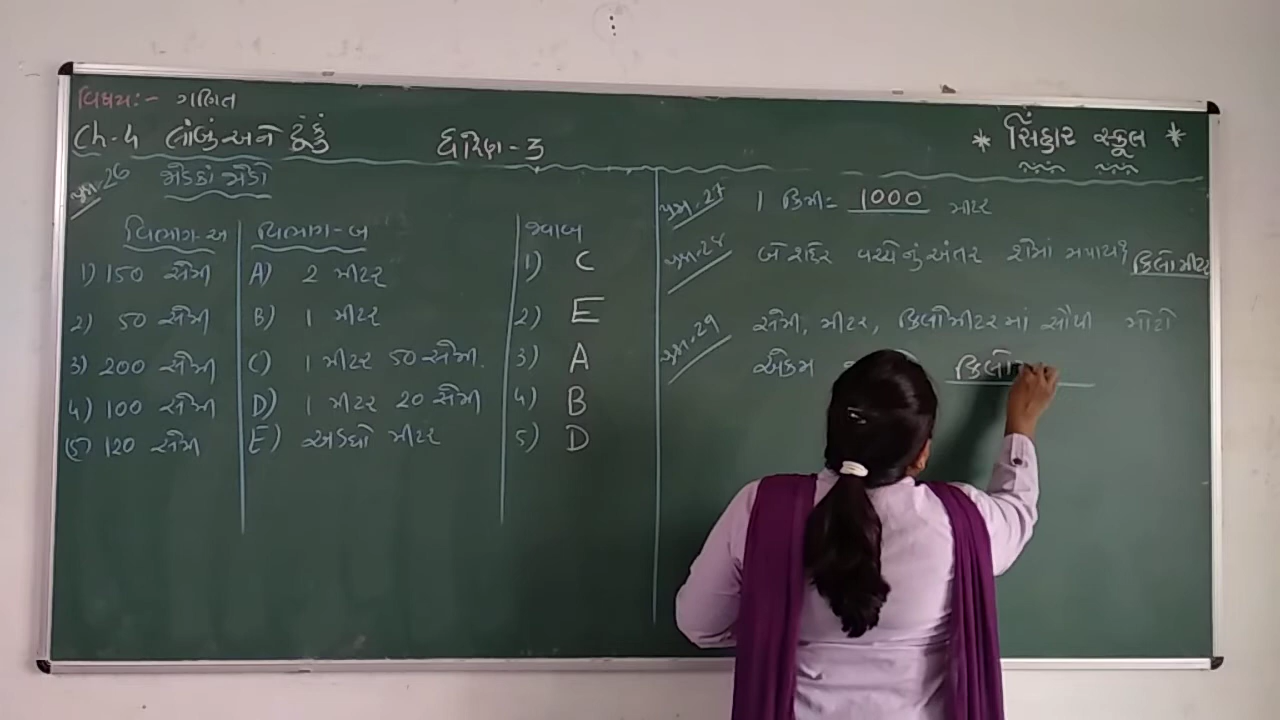 વિષય:- ગણિત
Ch-4 લાંબું અને ટૂંકું
ધોરણ - 3
* સિંહાર સ્કૂલ *
પ્રશ્ન-26 જોડકાં જોડો
વિભાગ-અ વિભાગ-બ જવાબ
1) 150 સેમી A) 2 મીટર 1) C
2) 50 સેમી B) 1 મીટર 2) E
3) 200 સેમી C) 1 મીટર 50 સેમી. 3) A
4) 100 સેમી D) 1 મીટર 20 સેમી 4) B
(5) 120 સેમી E) અડધો મીટર 5) D
પ્રશ્ન-27 1 કિમી = 1000 મીટર
પ્રશ્ન-28 બે શહેર વચ્ચેનું અંતર શેમાં મપાય? કિલોમીટર
પ્રશ્ન-29 સેમી, મીટર, કિલોમીટરમાં સૌથી મોટો
એકમ કિલો